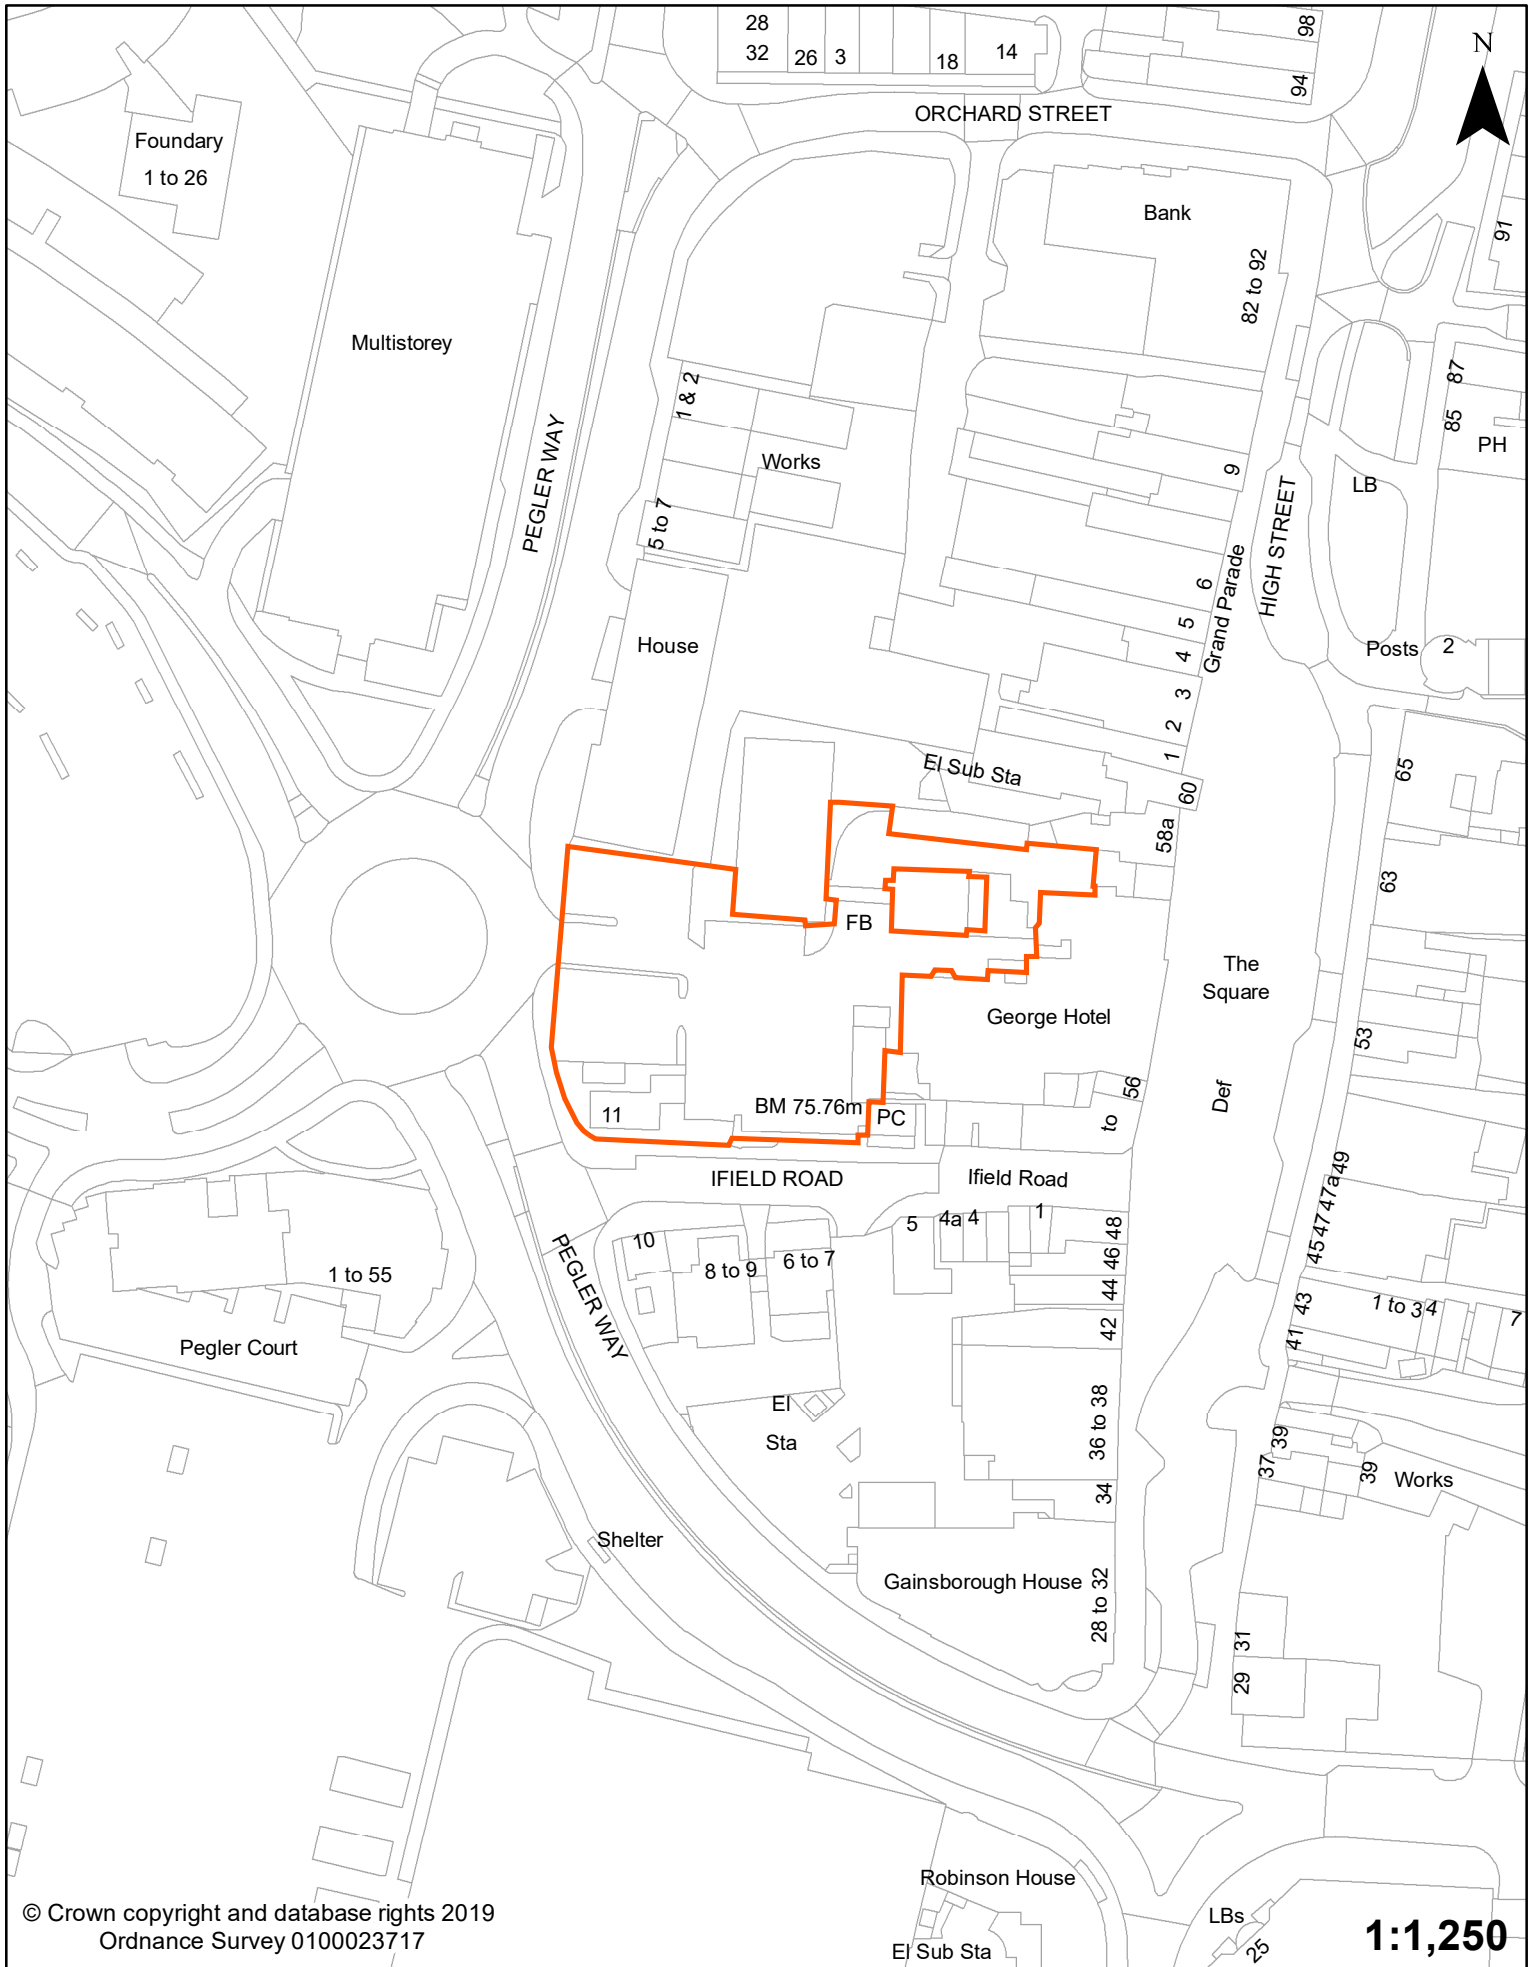 28
32
26
3
18
14
98
94
N
ORCHARD STREET
Foundary
1 to 26
Bank
91
82 to 92
Multistorey
PEGLER WAY
1 & 2
Works
5 to 7
87
85
PH
LB
9
HIGH STREET
Grand Parade
6
5
4
3
2
1
House
Posts
2
El Sub Sta
60
58a
65
63
FB
The
Square
George Hotel
53
56
to
Def
BM 75.76m
PC
11
IFIELD ROAD
Ifield Road
49
47a
47
45
1 to 55
Pegler Court
PEGLER WAY
10
8 to 9
6 to 7
5
4a
4
1
48
46
44
42
43
41
1 to 3
4
7
El
Sta
36 to 38
39
37
39
Works
34
Shelter
Gainsborough House
28 to 32
31
29
Robinson House
LBs
25
El Sub Sta
© Crown copyright and database rights 2019
Ordnance Survey 0100023717
1:1,250